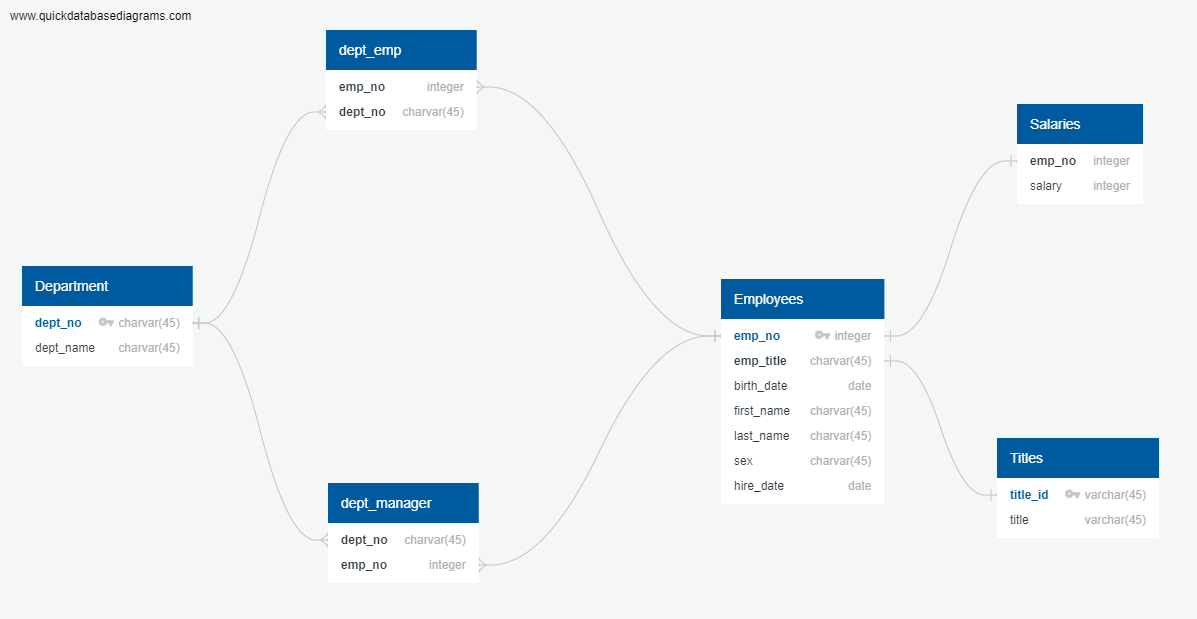 www.quickdatabasediagrams.com
dept_emp
emp_no integer
dept_no charvar(45)
Salaries
emp_no integer
salary integer
Department
dept_no charvar(45)
dept_name charvar(45)
Employees
emp_no integer
emp_title charvar(45)
birth_date date
first_name charvar(45)
last_name charvar(45)
sex charvar(45)
hire_date date
Titles
title_id varchar(45)
title varchar(45)
dept_manager
dept_no charvar(45)
emp_no integer